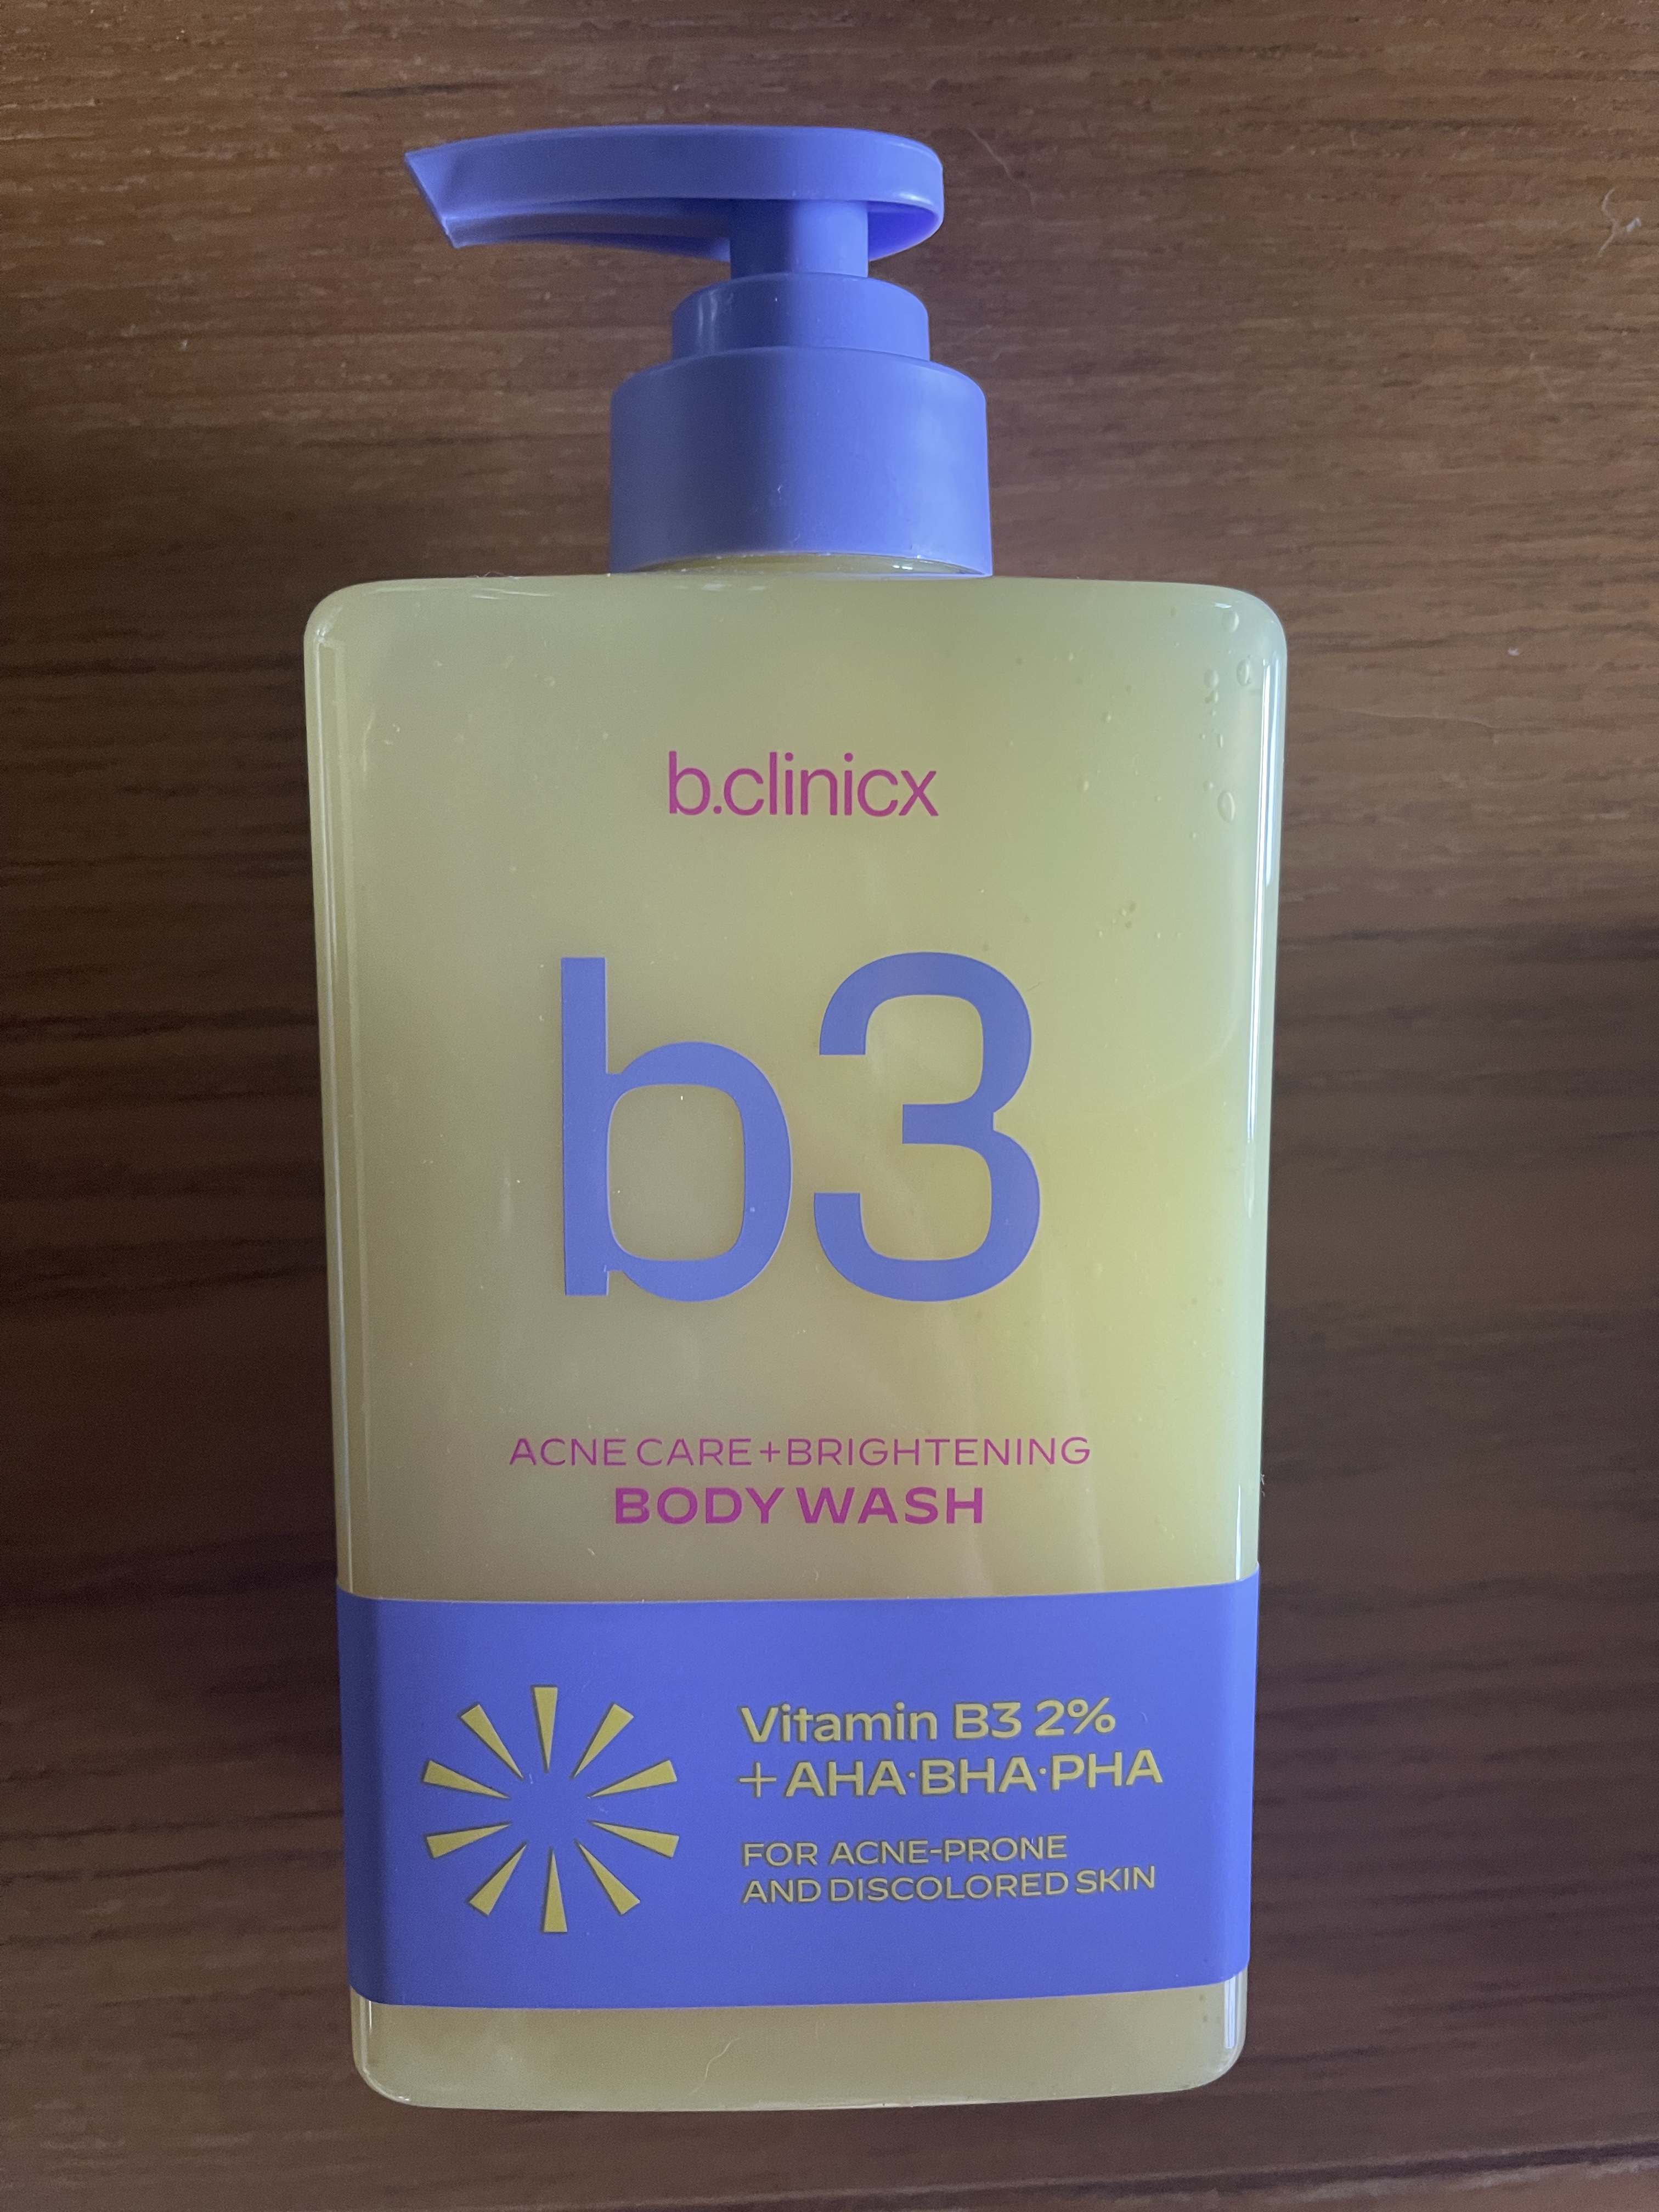 b.clinicx
b3
ACNE CARE+BRIGHTENING
BODY WASH
Vitamin B3 2%
+AHA·BHA·PHA
FOR ACNE-PRONE
AND DISCOLORED SKIN